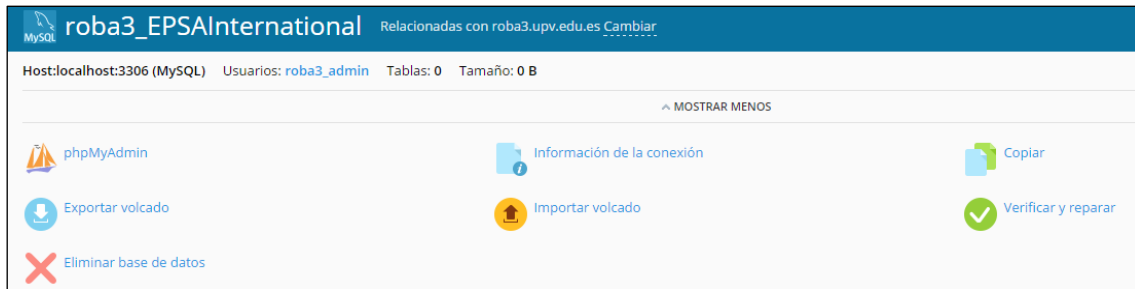 MySQL roba3_EPSAInternational Relacionadas con roba3.upv.edu.es Cambiar
Host:localhost:3306 (MySQL) Usuarios: roba3_admin Tablas: 0 Tamaño: 0 B
MOSTRAR MENOS
phpMyAdmin Información de la conexión Copiar
Exportar volcado Importar volcado Verificar y reparar
Eliminar base de datos